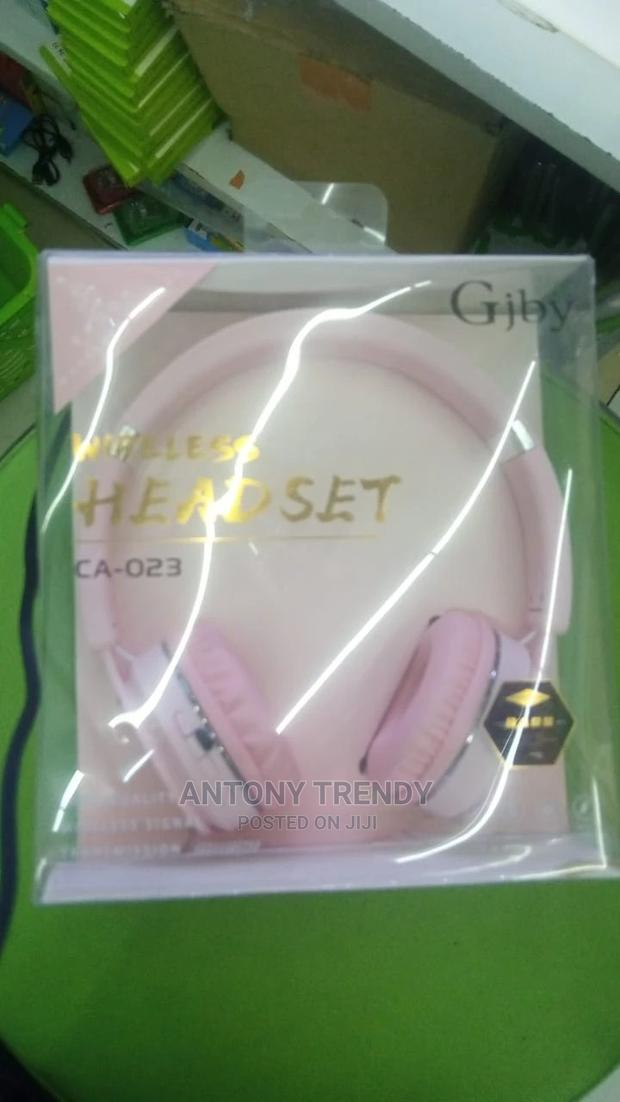 Gjby
WIRELESS
HEADSET
CA-023
ANTONY TRENDY
POSTED ON JIJI